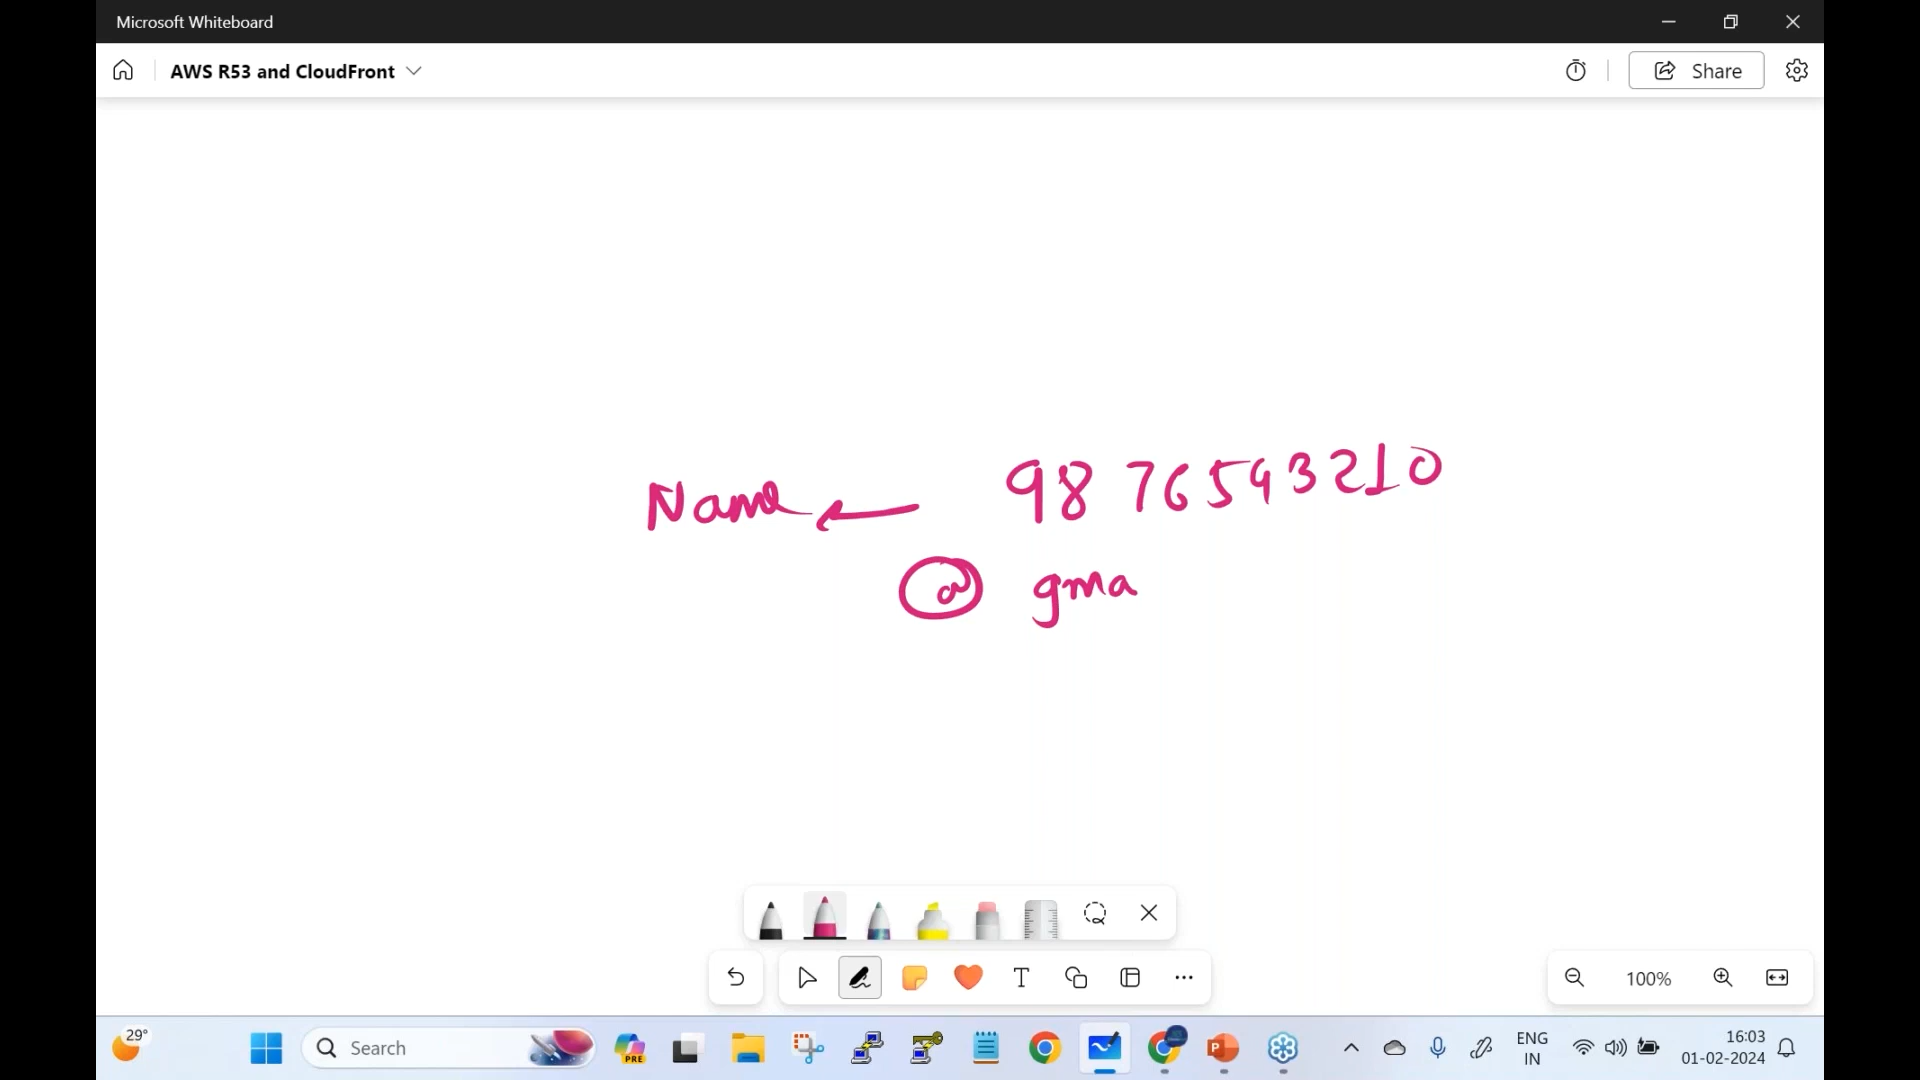 Microsoft Whiteboard
AWS R53 and CloudFront
Share
Name ← 9876543210
@ gma
100%
29°
Search
PRE
ENG
IN
16:03
01-02-2024